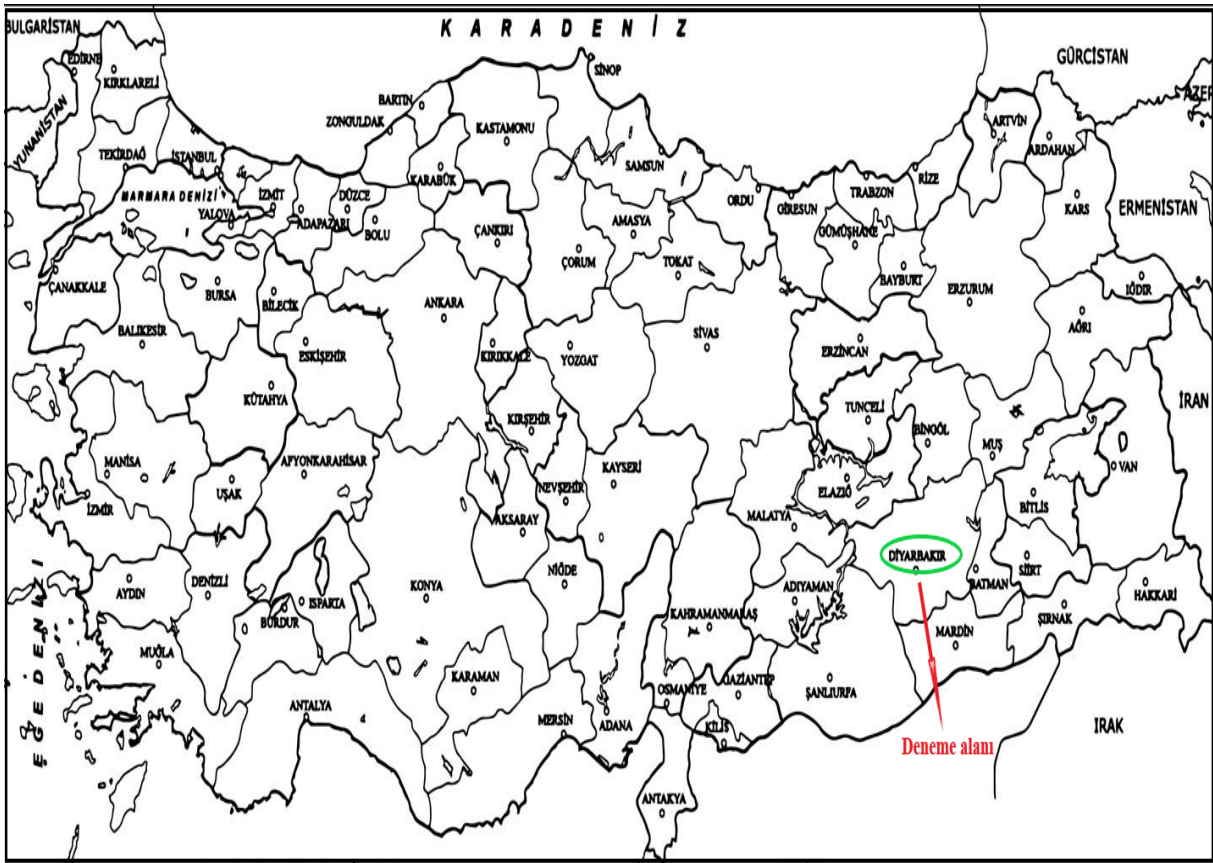 KARADENİZ
BULGARİSTAN
EDİRNE
KIRKLARELİ
YUNANİSTAN
TEKİRDAĞ
İSTANBUL
MARMARA DENİZİ
YALOVA
İZMİT
ADAPAZARI
DÜZCE
BOLU
ZONGULDAK
BARTIN
KARABÜK
KASTAMONU
SİNOP
ÇANKIRI
SAMSUN
AMASYA
ÇORUM
TOKAT
ORDU
GİRESUN
TRABZON
GÜMÜŞHANE
RİZE
BAYBURT
ARTVİN
ARDAHAN
KARS
GÜRCİSTAN
AZER
ERMENİSTAN
IĞDIR
AĞRI
ERZURUM
ERZİNCAN
ÇANAKKALE
BALIKESİR
BURSA
BİLECİK
ESKİŞEHİR
KÜTAHYA
ANKARA
KIRIKKALE
YOZGAT
SİVAS
KIRŞEHİR
TUNCELİ
BİNGÖL
MUŞ
İRAN
VAN
BİTLİS
ELAZIĞ
MALATYA
KAYSERİ
NEVŞEHİR
AKSARAY
AFYONKARAHİSAR
UŞAK
MANİSA
İZMİR
EGE DENİZİ
AYDIN
DENİZLİ
BURDUR
ISPARTA
KONYA
NİĞDE
KAHRAMANMARAŞ
ADIYAMAN
DİYARBAKIR
BATMAN
SİİRT
ŞIRNAK
HAKKARİ
MARDİN
ŞANLIURFA
GAZİANTEP
OSMANİYE
KİLİS
ADANA
MERSİN
KARAMAN
ANTALYA
MUĞLA
ANTAKYA
IRAK
Deneme alanı